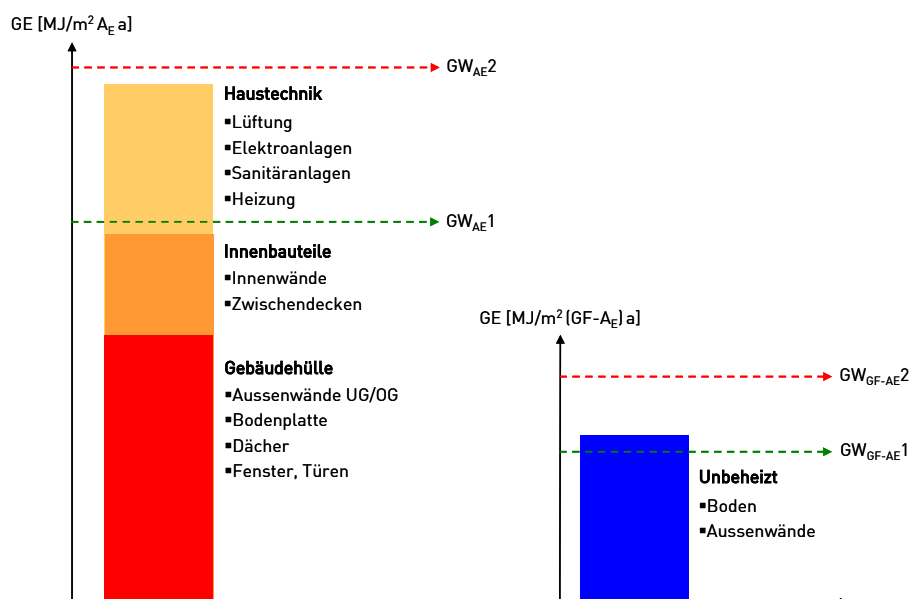 GE [MJ/m² A_E a]
GW_AE2
Haustechnik
▪Lüftung
▪Elektroanlagen
▪Sanitäranlagen
▪Heizung
GW_AE1
Innenbauteile
▪Innenwände
▪Zwischendecken
Gebäudehülle
▪Aussenwände UG/OG
▪Bodenplatte
▪Dächer
▪Fenster, Türen
GE [MJ/m² (GF-A_E) a]
GW_GF-AE2
GW_GF-AE1
Unbeheizt
▪Boden
▪Aussenwände